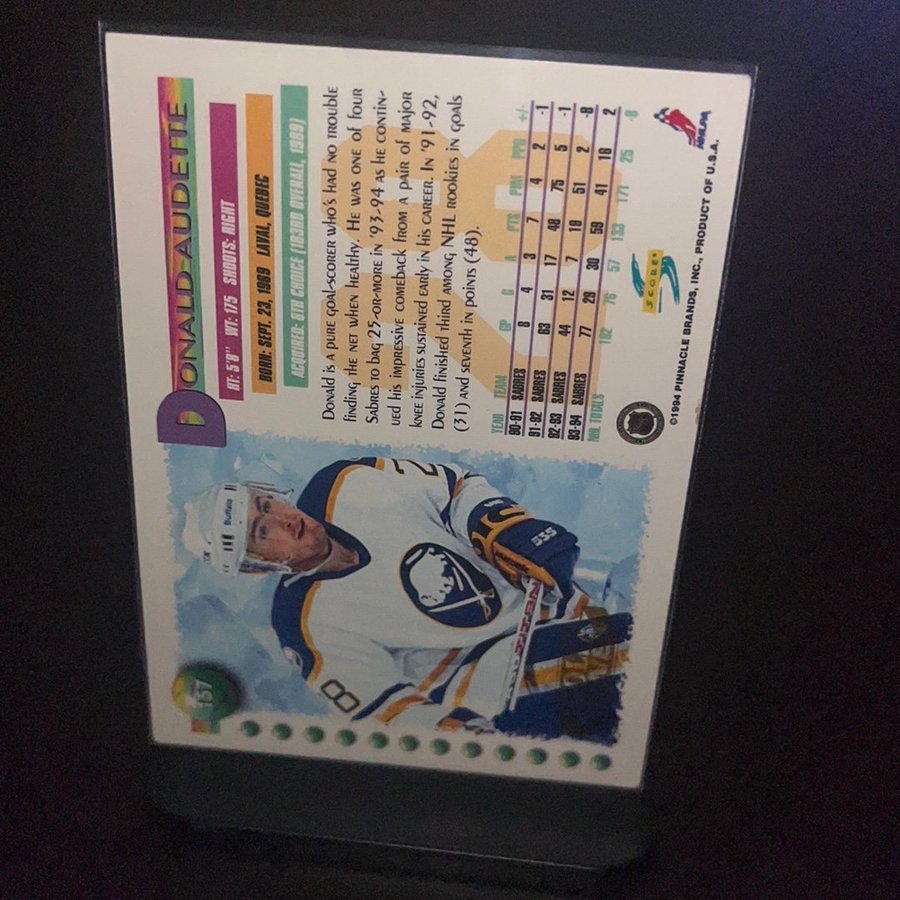 DONALD AUDETTE
HT: 5'8" WT: 175 SHOOTS: RIGHT
BORN: SEPT. 23, 1969 LAVAL, QUEBEC
ACQUIRED: 9TH CHOICE (183RD OVERALL, 1989)
DONALD IS A PURE GOAL-SCORER WHO'S HAD NO TROUBLE
FINDING THE NET WHEN HEALTHY. HE WAS ONE OF FOUR
SABRES TO BAG 25-OR-MORE IN '93-94 AS HE CONTIN-
UED HIS IMPRESSIVE COMEBACK FROM A PAIR OF MAJOR
KNEE INJURIES SUSTAINED EARLY IN HIS CAREER. IN '91-92,
DONALD FINISHED THIRD AMONG NHL ROOKIES IN GOALS
(31) AND SEVENTH IN POINTS (48).
YEAR TEAM GP G A PTS PIM PPG +/-
90-91 SABRES 8 4 3 7 4 2 -1
91-92 SABRES 63 31 17 48 75 5 -1
92-93 SABRES 44 12 7 19 51 2 -8
93-94 SABRES 77 29 30 59 41 16 2
NHL TOTALS 192 76 57 133 171 25 -8
SCORE
NHLPA
©1994 PINNACLE BRANDS, INC., PRODUCT OF U.S.A.
157
Buffalo
28